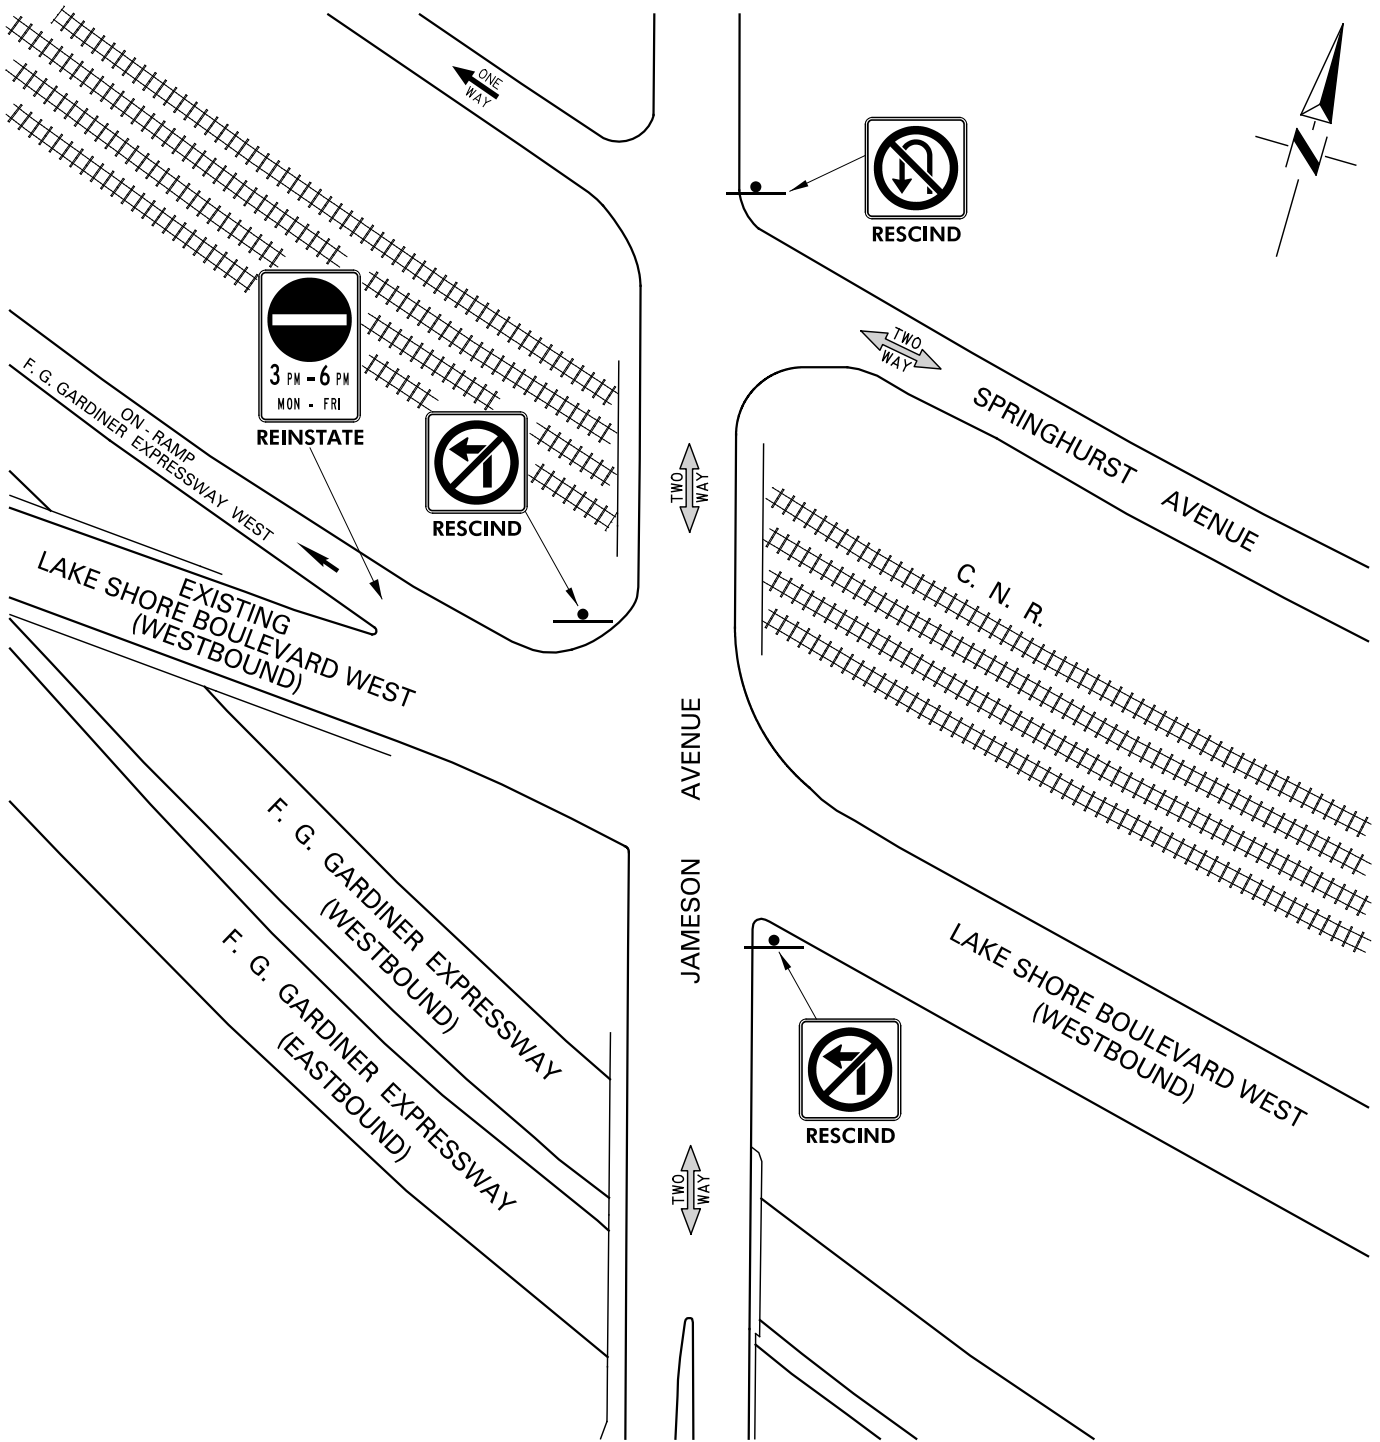 ONE
WAY
N
RESCIND
TWO
WAY
SPRINGHURST AVENUE
3 PM - 6 PM
MON - FRI
REINSTATE
ON - RAMP
F. G. GARDINER EXPRESSWAY WEST
RESCIND
TWO
WAY
C. N. R.
EXISTING
LAKE SHORE BOULEVARD WEST
(WESTBOUND)
JAMESON AVENUE
F. G. GARDINER EXPRESSWAY
(WESTBOUND)
F. G. GARDINER EXPRESSWAY
(EASTBOUND)
LAKE SHORE BOULEVARD WEST
(WESTBOUND)
RESCIND
TWO
WAY